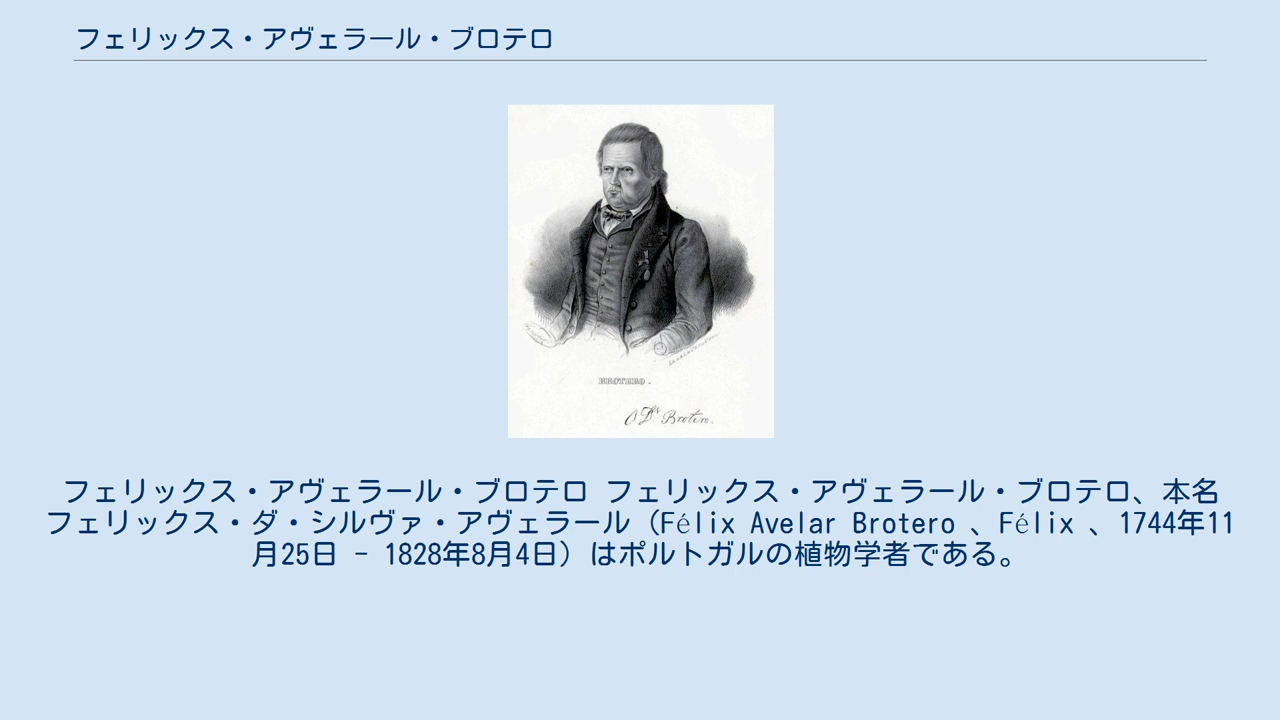 フェリックス・アヴェラール・ブロテロ
BROTERO.
Brotero.
フェリックス・アヴェラール・ブロテロ フェリックス・アヴェラール・ブロテロ、本名
フェリックス・ダ・シルヴァ・アヴェラール（Félix Avelar Brotero 、Félix 、1744年11
月25日 - 1828年8月4日）はポルトガルの植物学者である。